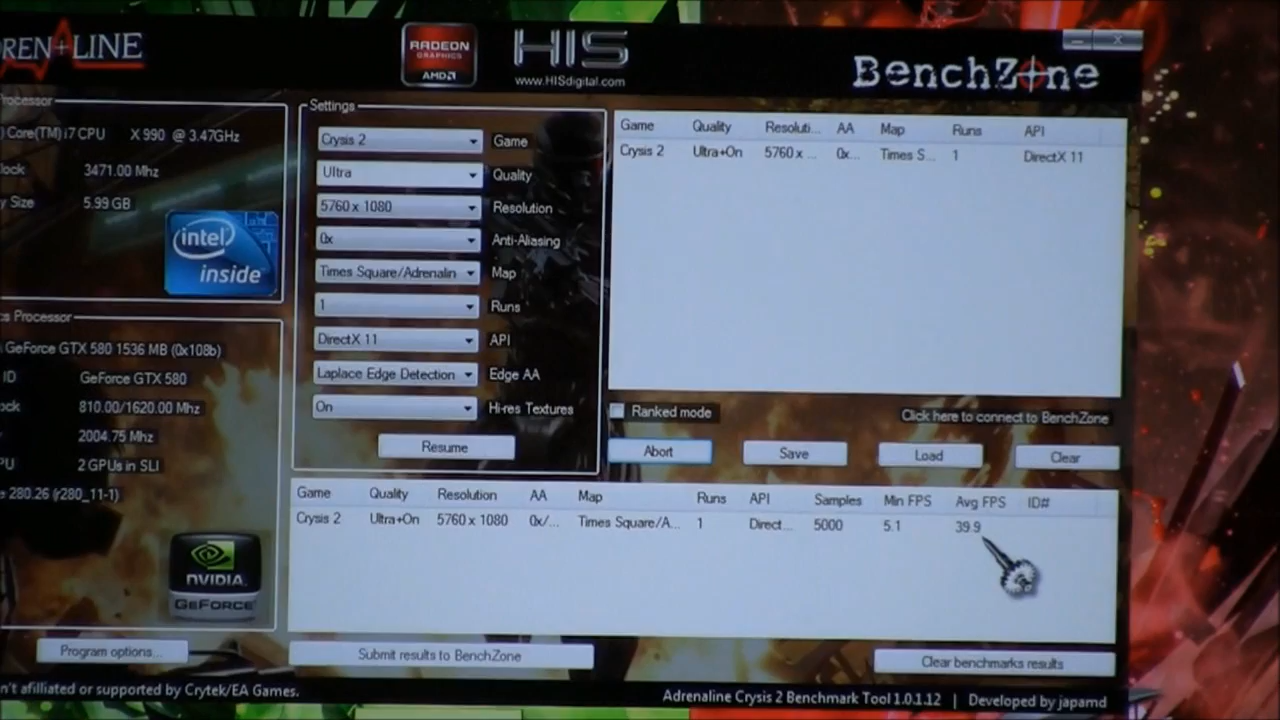 REN LINE
RADEON
GRAPHICS
AMD
HIS
www.HISdigital.com
BenchZone
Processor
Core(TM) i7 CPU X 990 @ 3.47GHz
lock 3471.00 Mhz
y Size 5.99 GB
intel
inside
Settings
Crysis 2 Game
Ultra Quality
5760 x 1080 Resolution
0x Anti-Aliasing
Times Square/Adrenalin Map
1 Runs
DirectX 11 API
Laplace Edge Detection Edge AA
On Hi-res Textures
Resume
Game Quality Resoluti... AA Map Runs API
Crysis 2 Ultra+On 5760 x ... 0x... Times S... 1 DirectX 11
Ranked mode
Click here to connect to BenchZone
Abort Save Load Clear
cs Processor
GeForce GTX 580 1536 MB (0x108b)
ID GeForce GTX 580
ock 810.00/1620.00 Mhz
2004.75 Mhz
PU 2 GPUs in SLI
e 280.26 (r280_11-1)
NVIDIA.
GEFORCE
Game Quality Resolution AA Map Runs API Samples Min FPS Avg FPS ID#
Crysis 2 Ultra+On 5760 x 1080 0x/... Times Square/A... 1 Direct... 5000 5.1 39.9
Program options...
Submit results to BenchZone
Clear benchmarks results
n't afiliated or supported by Crytek/EA Games.
Adrenaline Crysis 2 Benchmark Tool 1.0.1.12 | Developed by japamd